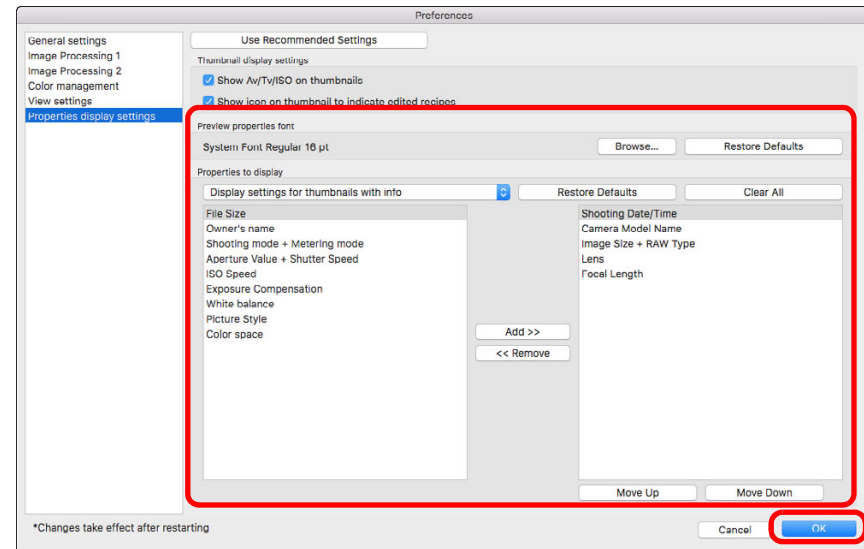 Preferences
General settings
Image Processing 1
Image Processing 2
Color management
View settings
Properties display settings
Use Recommended Settings
Thumbnail display settings
Show Av/Tv/ISO on thumbnails
Show icon on thumbnail to indicate edited recipes
Preview properties font
System Font Regular 16 pt
Browse...
Restore Defaults
Properties to display
Display settings for thumbnails with info
Restore Defaults
Clear All
File Size
Owner's name
Shooting mode + Metering mode
Aperture Value + Shutter Speed
ISO Speed
Exposure Compensation
White balance
Picture Style
Color space
Add >>
<< Remove
Shooting Date/Time
Camera Model Name
Image Size + RAW Type
Lens
Focal Length
Move Up
Move Down
*Changes take effect after restarting
Cancel
OK